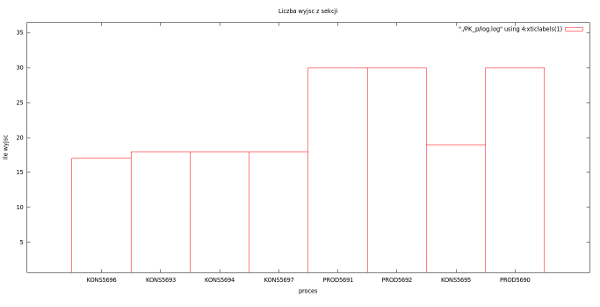 Liczba wyjsc z sekcji
"./PK_p/log.log" using 4:xticlabels(1)
ile wyjsc
35
30
25
20
15
10
5
KONS5696 KONS5693 KONS5694 KONS5697 PROD5691 PROD5692 KONS5695 PROD5690
proces